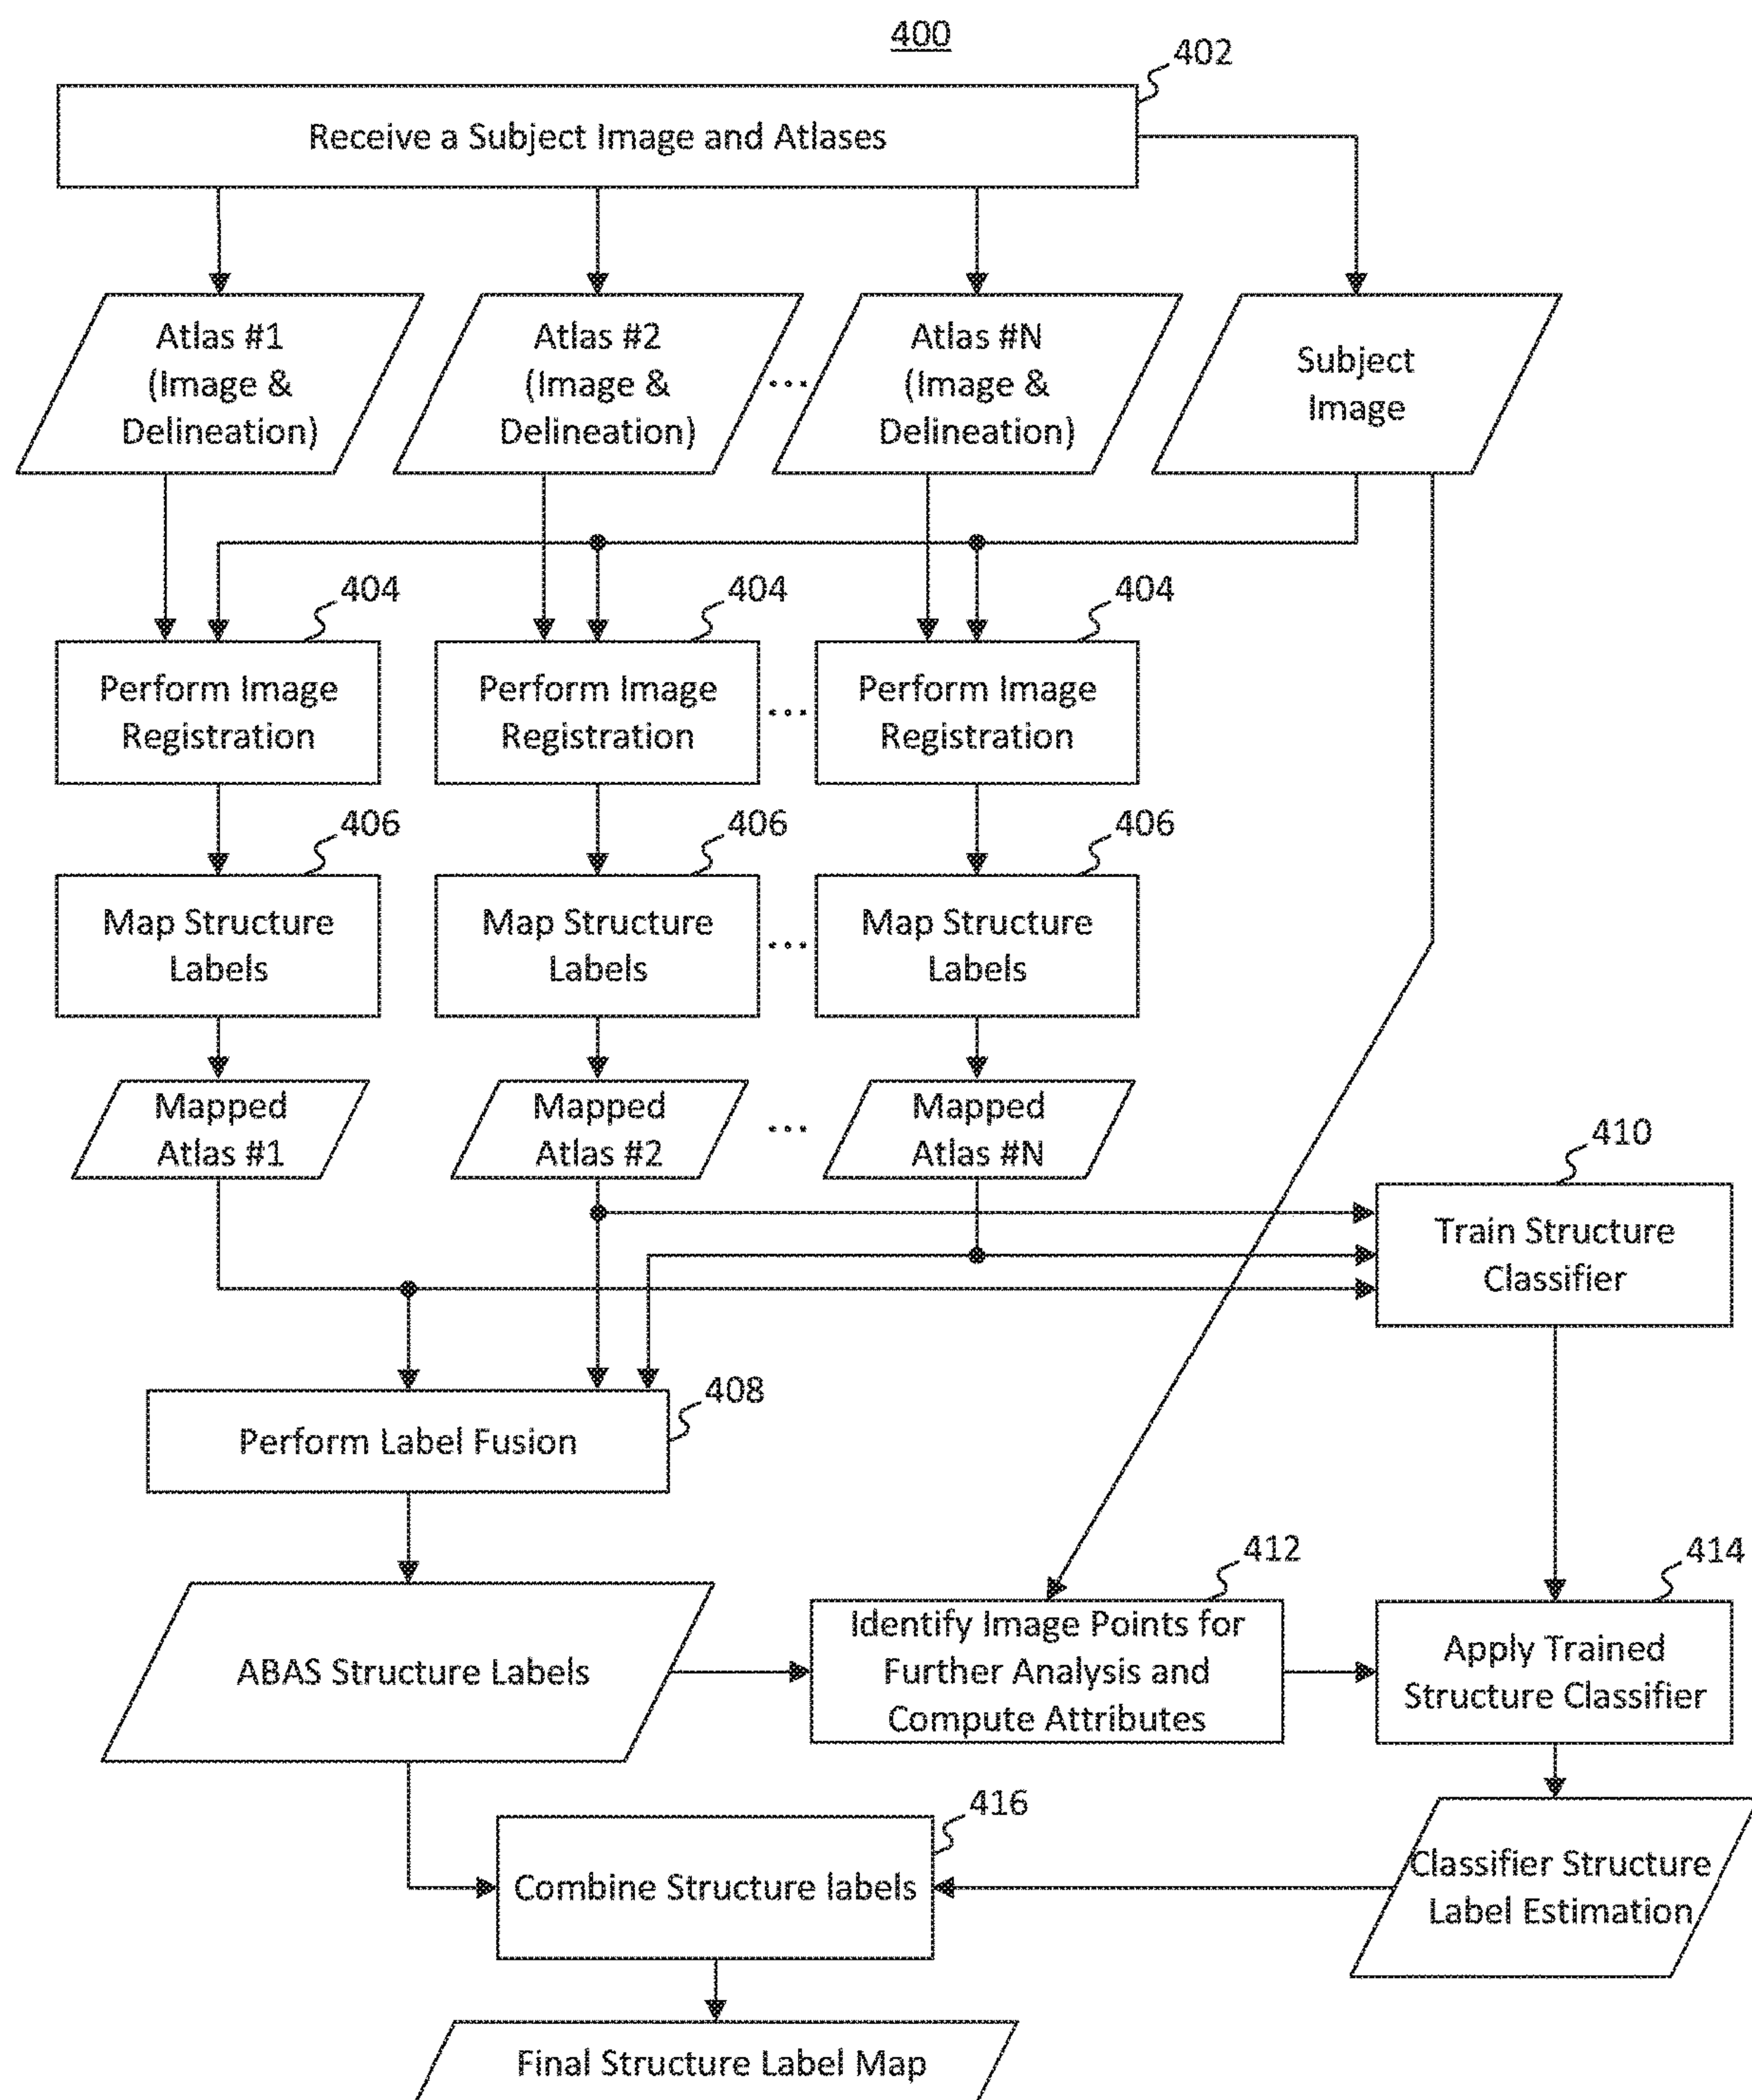 400
402
Receive a Subject Image and Atlases
Atlas #1
(Image &
Delineation)
Atlas #2
(Image &
Delineation)
...
Atlas #N
(Image &
Delineation)
Subject
Image
404
404
404
Perform Image
Registration
Perform Image
Registration
...
Perform Image
Registration
406
406
406
Map Structure
Labels
Map Structure
Labels
...
Map Structure
Labels
Mapped
Atlas #1
Mapped
Atlas #2
...
Mapped
Atlas #N
410
Train Structure
Classifier
408
Perform Label Fusion
412
414
ABAS Structure Labels
Identify Image Points for
Further Analysis and
Compute Attributes
Apply Trained
Structure Classifier
416
Combine Structure labels
Classifier Structure
Label Estimation
Final Structure Label Map